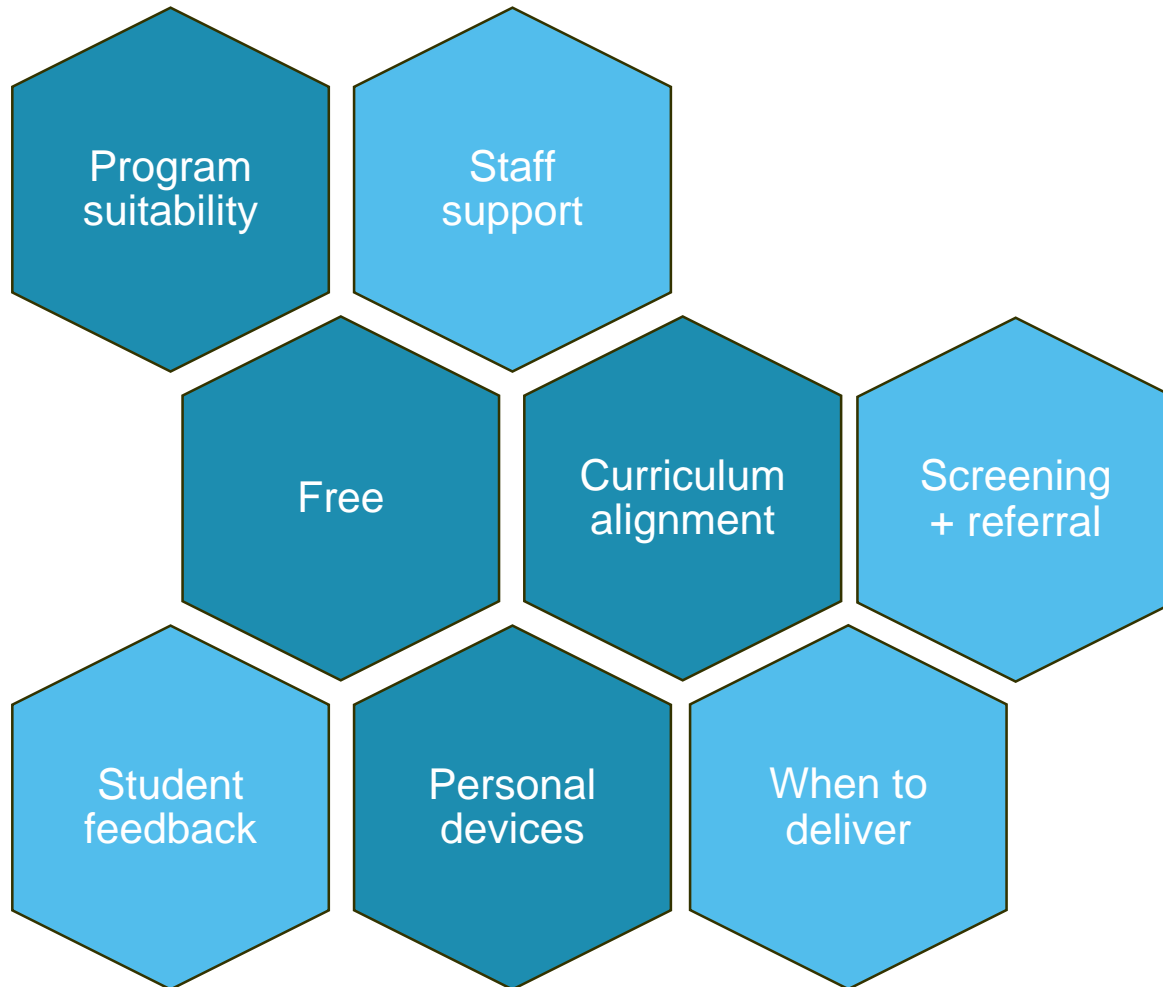 Program
suitability
Staff
support
Free
Curriculum
alignment
Screening
+ referral
Student
feedback
Personal
devices
When to
deliver